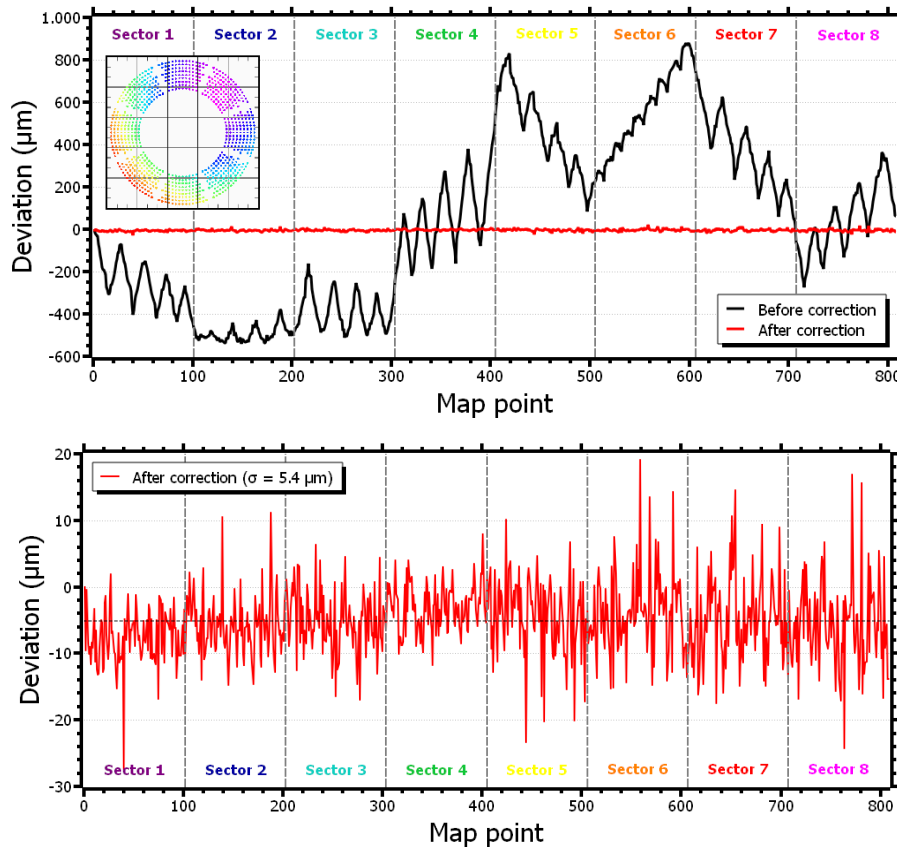 1.000
Sector 1 Sector 2 Sector 3 Sector 4 Sector 5 Sector 6 Sector 7 Sector 8
800
600
400
200
0
-200
-400
-600
Deviation (µm)
Before correction
After correction
0 100 200 300 400 500 600 700 800
Map point
20
After correction (σ = 5.4 µm)
10
0
-10
-20
-30
Deviation (µm)
Sector 1 Sector 2 Sector 3 Sector 4 Sector 5 Sector 6 Sector 7 Sector 8
0 100 200 300 400 500 600 700 800
Map point